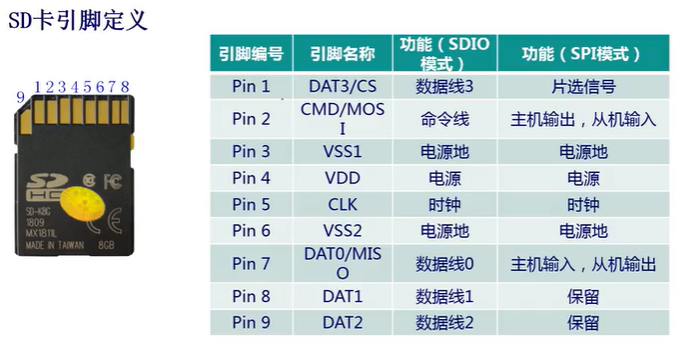 SD卡引脚定义
1 2 3 4 5 6 7 8
9
SD
HC
FC
CE
SD-K8G
1809
MX1811L
MADE IN TAIWAN 8GB
引脚编号 引脚名称 功能（SDIO模式） 功能（SPI模式）
Pin 1 DAT3/CS 数据线3 片选信号
Pin 2 CMD/MOSI 命令线 主机输出，从机输入
Pin 3 VSS1 电源地 电源地
Pin 4 VDD 电源 电源
Pin 5 CLK 时钟 时钟
Pin 6 VSS2 电源地 电源地
Pin 7 DAT0/MISO 数据线0 主机输入，从机输出
Pin 8 DAT1 数据线1 保留
Pin 9 DAT2 数据线2 保留